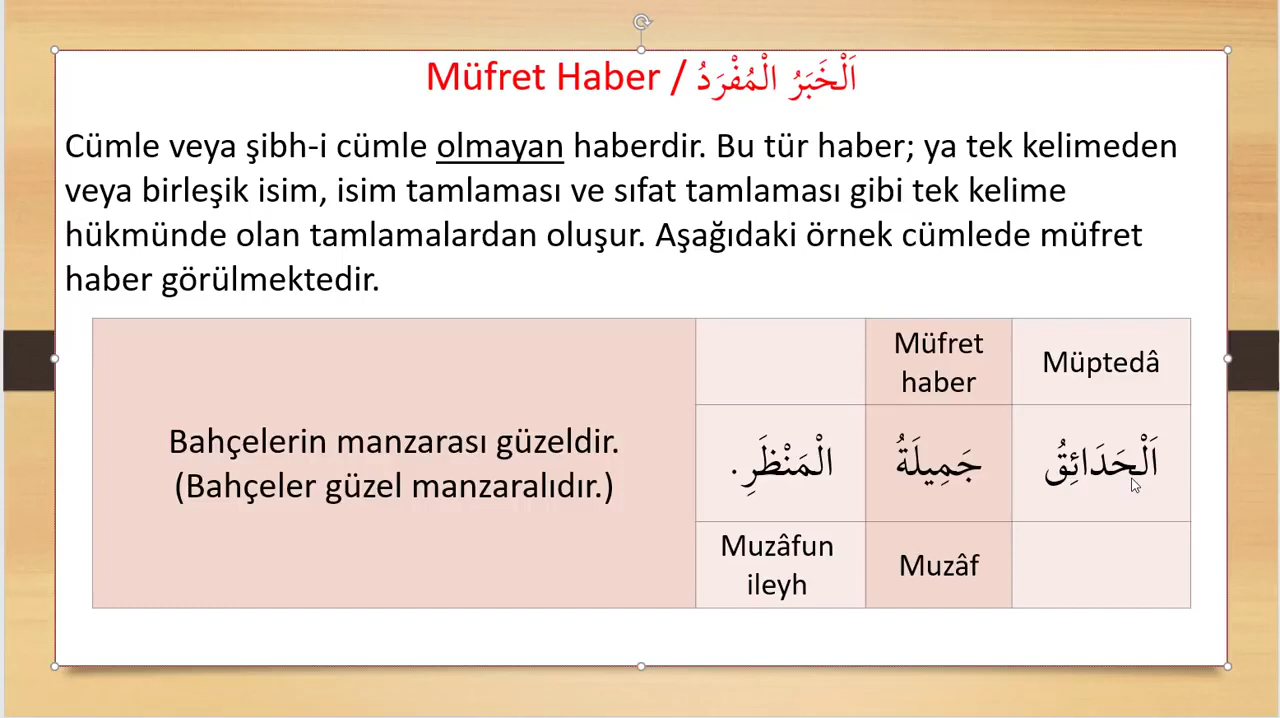 Müfret Haber / اَلْخَبَرُ الْمُفْرَدُ
Cümle veya şibh-i cümle olmayan haberdir. Bu tür haber; ya tek kelimeden
veya birleşik isim, isim tamlaması ve sıfat tamlaması gibi tek kelime
hükmünde olan tamlamalardan oluşur. Aşağıdaki örnek cümlede müfret
haber görülmektedir.
Müptedâ
Müfret
haber
اَلْحَدَائِقُ
جَمِيلَةُ
الْمَنْظَرِ .
Muzâf
Muzâfun
ileyh
Bahçelerin manzarası güzeldir.
(Bahçeler güzel manzaralıdır.)